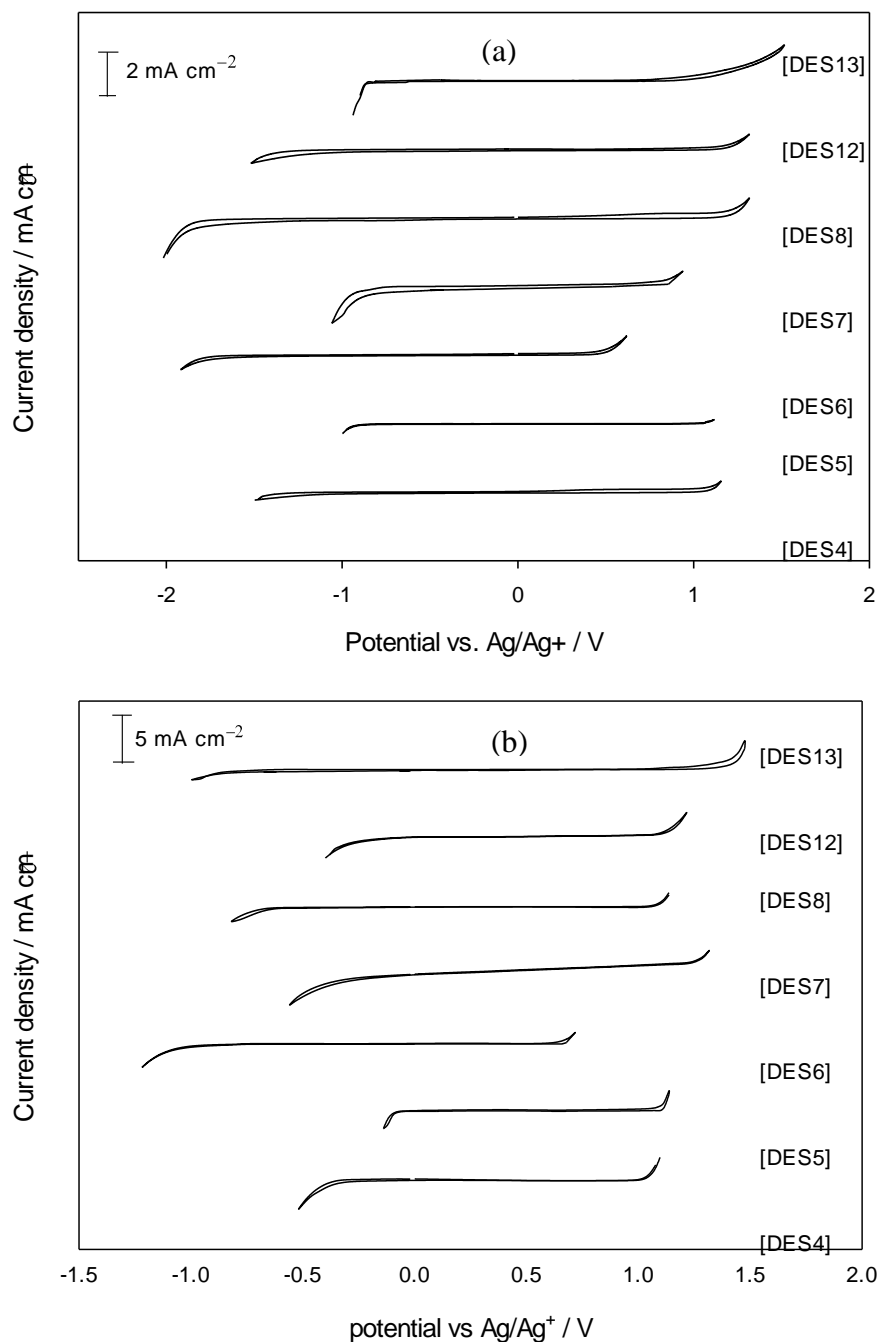 (a)
2 mA cm−2
[DES13]
[DES12]
[DES8]
[DES7]
[DES6]
[DES5]
[DES4]
Current density / mA cm
-2 -1 0 1 2
Potential vs. Ag/Ag+ / V
(b)
5 mA cm−2
[DES13]
[DES12]
[DES8]
[DES7]
[DES6]
[DES5]
[DES4]
Current density / mA cm
-1.5 -1.0 -0.5 0.0 0.5 1.0 1.5 2.0
potential vs Ag/Ag+ / V